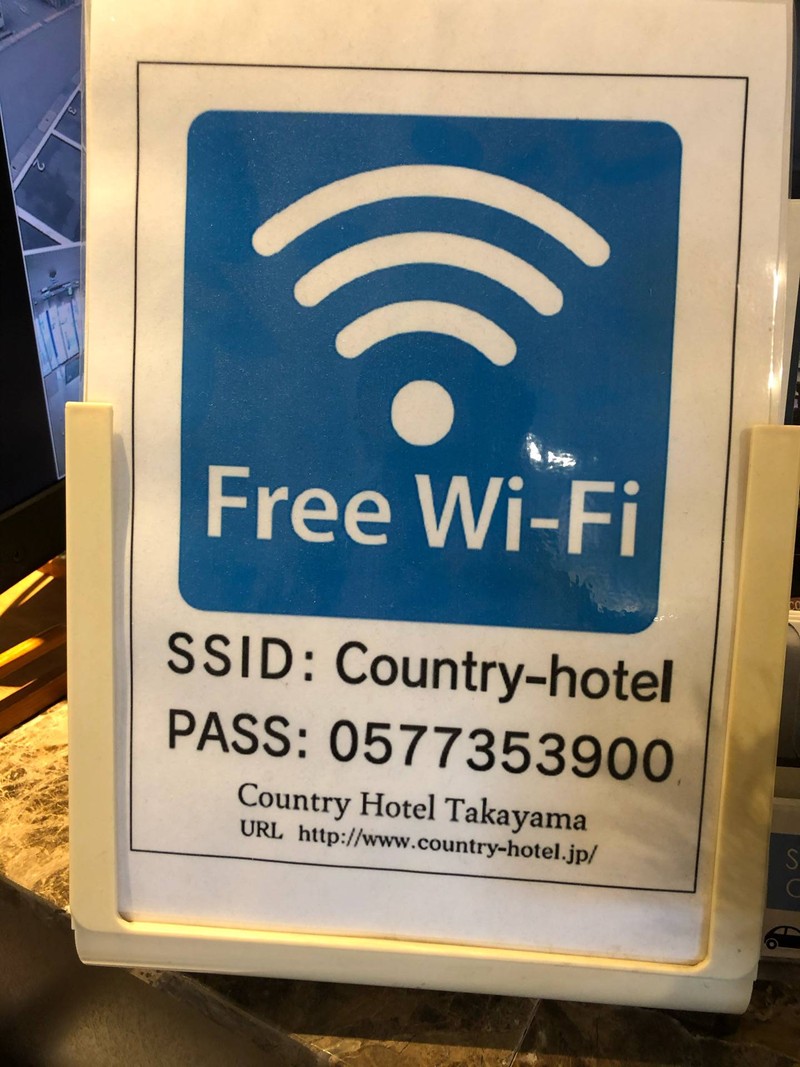 Free Wi-Fi
SSID: Country-hotel
PASS: 0577353900
Country Hotel Takayama
URL http://www.country-hotel.jp/